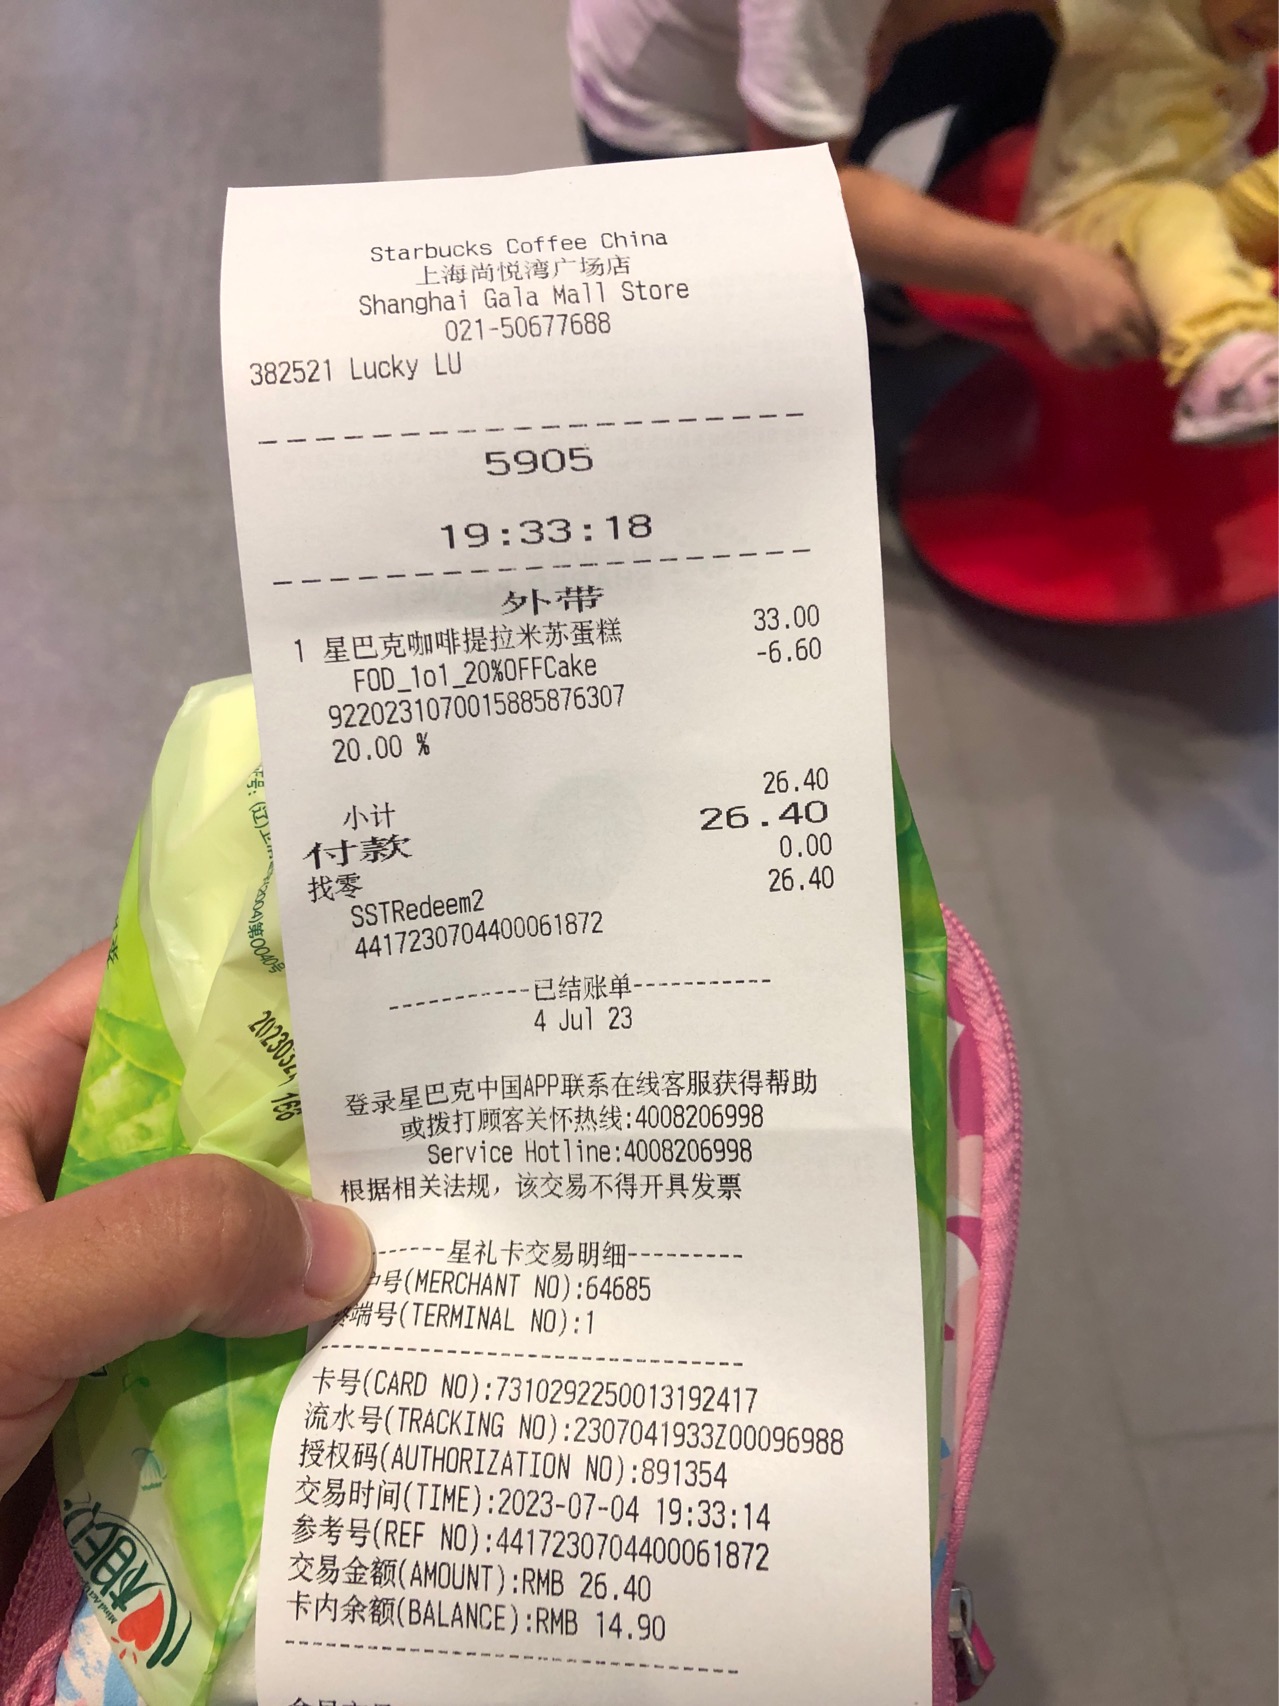 Starbucks Coffee China
上海尚悦湾广场店
Shanghai Gala Mall Store
021-50677688
382521 Lucky LU
5905
19:33:18
外带
1 星巴克咖啡提拉米苏蛋糕 33.00
FOD_1o1_20%OFFCake -6.60
9220231070015885876307
20.00 %
26.40
小计 26.40
付款 0.00
找零 26.40
SSTRedeem2
4417230704400061872
-----------已结账单-----------
4 Jul 23
登录星巴克中国APP联系在线客服获得帮助
或拨打顾客关怀热线:4008206998
Service Hotline:4008206998
根据相关法规，该交易不得开具发票
-------星礼卡交易明细---------
号(MERCHANT NO):64685
端号(TERMINAL NO):1
卡号(CARD NO):7310292250013192417
流水号(TRACKING NO):2307041933Z00096988
授权码(AUTHORIZATION NO):891354
交易时间(TIME):2023-07-04 19:33:14
参考号(REF NO):4417230704400061872
交易金额(AMOUNT):RMB 26.40
卡内余额(BALANCE):RMB 14.90
心相印
Mind Act